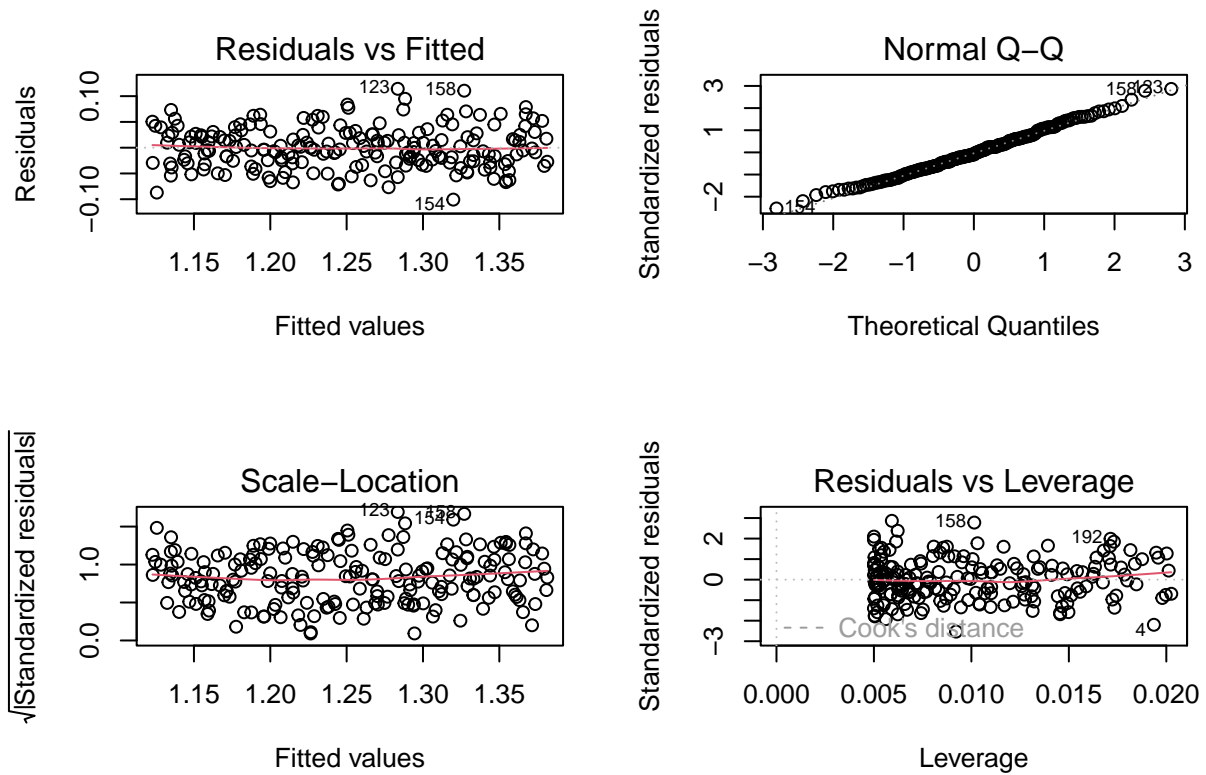 Residuals vs Fitted
Residuals
0.10
−0.10
123
158
154
1.15 1.20 1.25 1.30 1.35
Fitted values
Normal Q−Q
Standardized residuals
3
1
−2
158
123
154
−3 −2 −1 0 1 2 3
Theoretical Quantiles
Scale−Location
√|Standardized residuals|
1.0
0.0
123
158
154
1.15 1.20 1.25 1.30 1.35
Fitted values
Residuals vs Leverage
Standardized residuals
2
0
−3
158
192
4
Cook's distance
0.000 0.005 0.010 0.015 0.020
Leverage